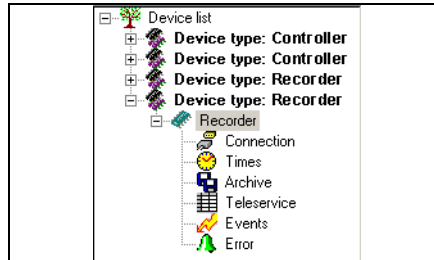 Device list
Device type: Controller
Device type: Controller
Device type: Recorder
Device type: Recorder
Recorder
Connection
Times
Archive
Teleservice
Events
Error